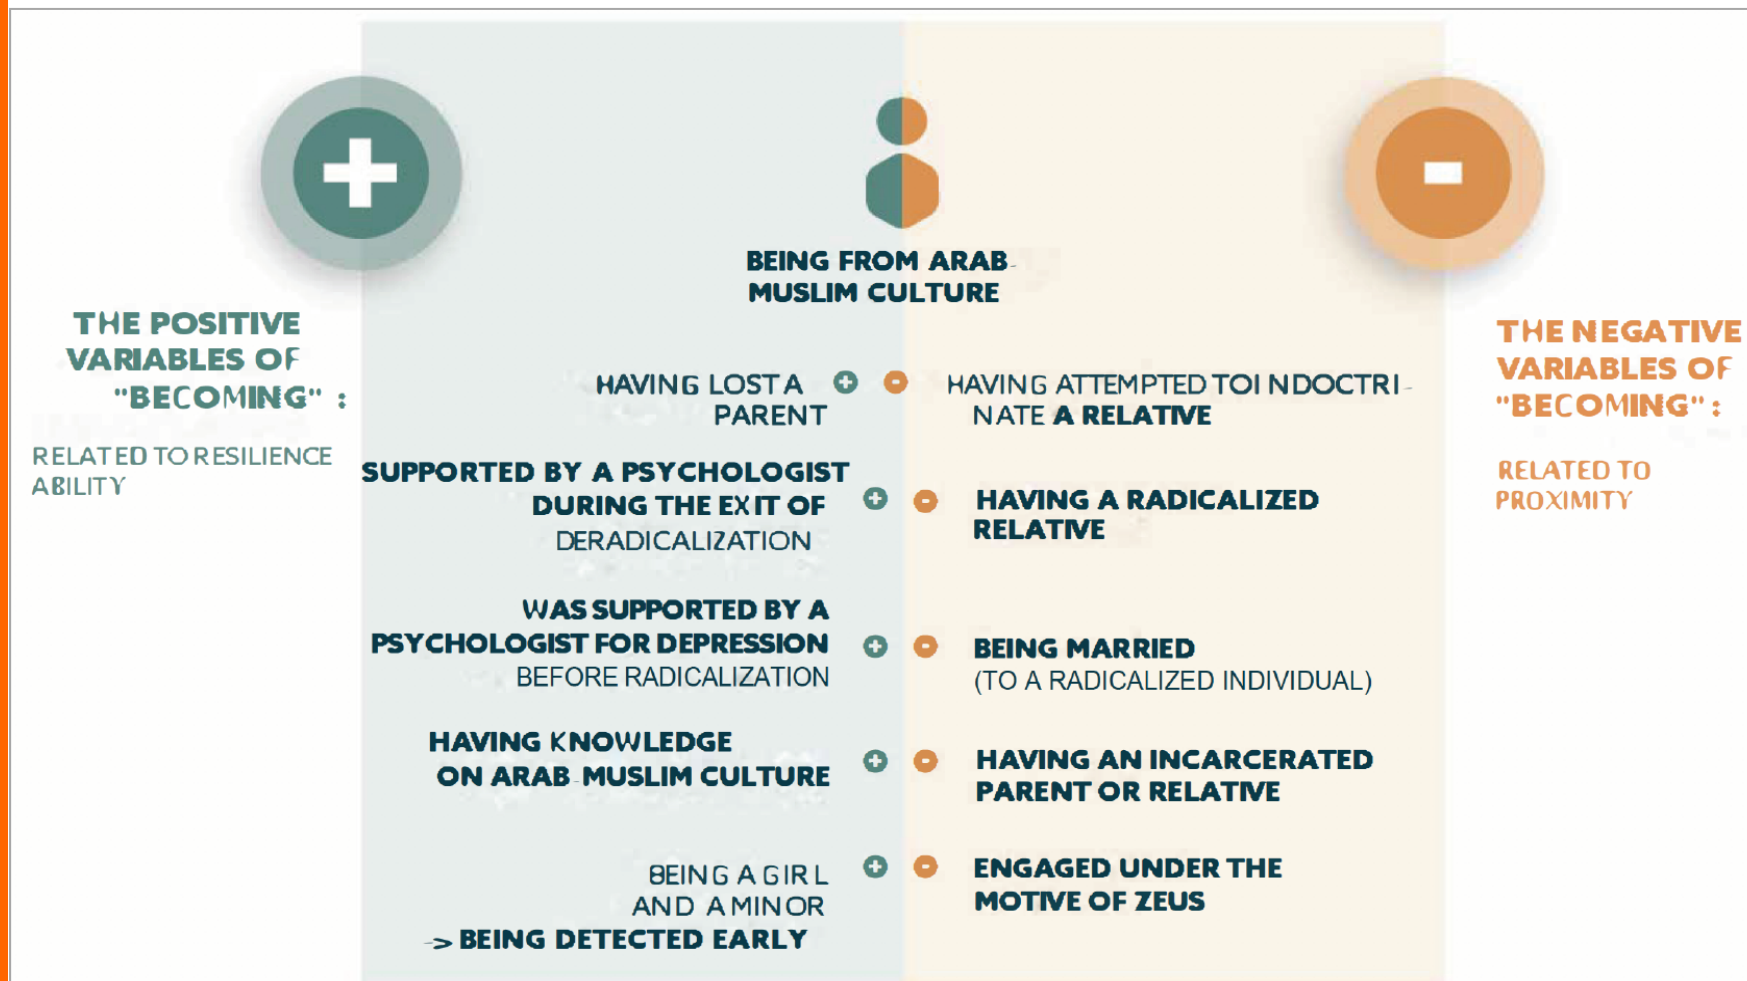 BEING FROM ARAB-
MUSLIM CULTURE
THE POSITIVE
VARIABLES OF
"BECOMING" :
RELATED TO RESILIENCE
ABILITY
HAVING LOST A
PARENT
SUPPORTED BY A PSYCHOLOGIST
DURING THE EXIT OF
DERADICALIZATION
WAS SUPPORTED BY A
PSYCHOLOGIST FOR DEPRESSION
BEFORE RADICALIZATION
HAVING KNOWLEDGE
ON ARAB-MUSLIM CULTURE
BEING A GIRL
AND A MINOR
-> BEING DETECTED EARLY
HAVING ATTEMPTED TOI NDOCTRI-
NATE A RELATIVE
HAVING A RADICALIZED
RELATIVE
BEING MARRIED
(TO A RADICALIZED INDIVIDUAL)
HAVING AN INCARCERATED
PARENT OR RELATIVE
ENGAGED UNDER THE
MOTIVE OF ZEUS
THE NEGATIVE
VARIABLES OF
"BECOMING" :
RELATED TO
PROXIMITY